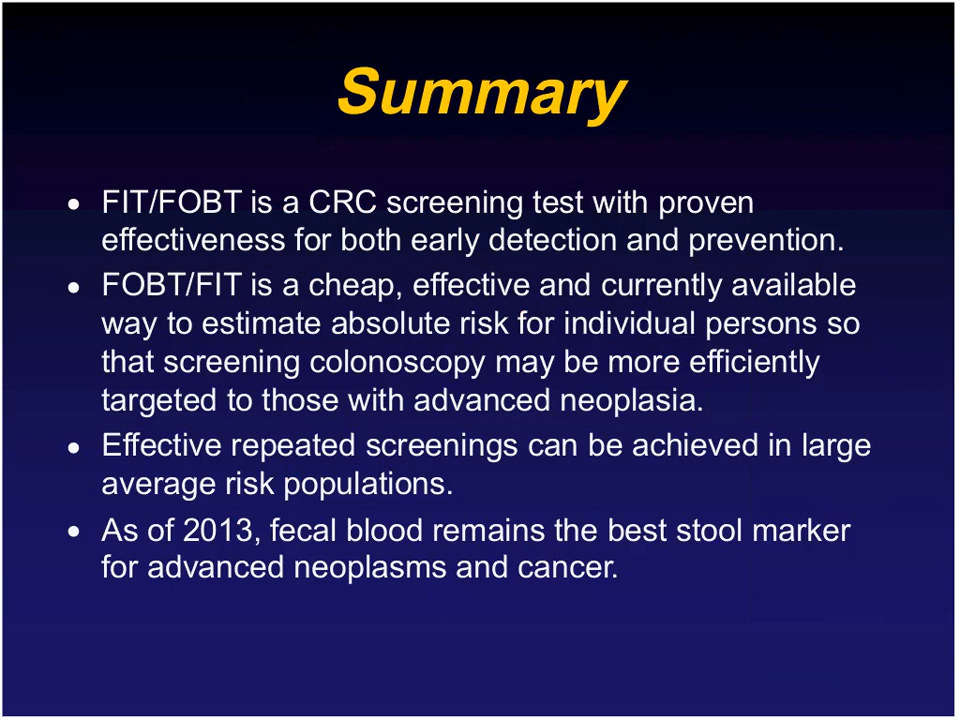 Summary
• FIT/FOBT is a CRC screening test with proven
effectiveness for both early detection and prevention.
• FOBT/FIT is a cheap, effective and currently available
way to estimate absolute risk for individual persons so
that screening colonoscopy may be more efficiently
targeted to those with advanced neoplasia.
• Effective repeated screenings can be achieved in large
average risk populations.
• As of 2013, fecal blood remains the best stool marker
for advanced neoplasms and cancer.